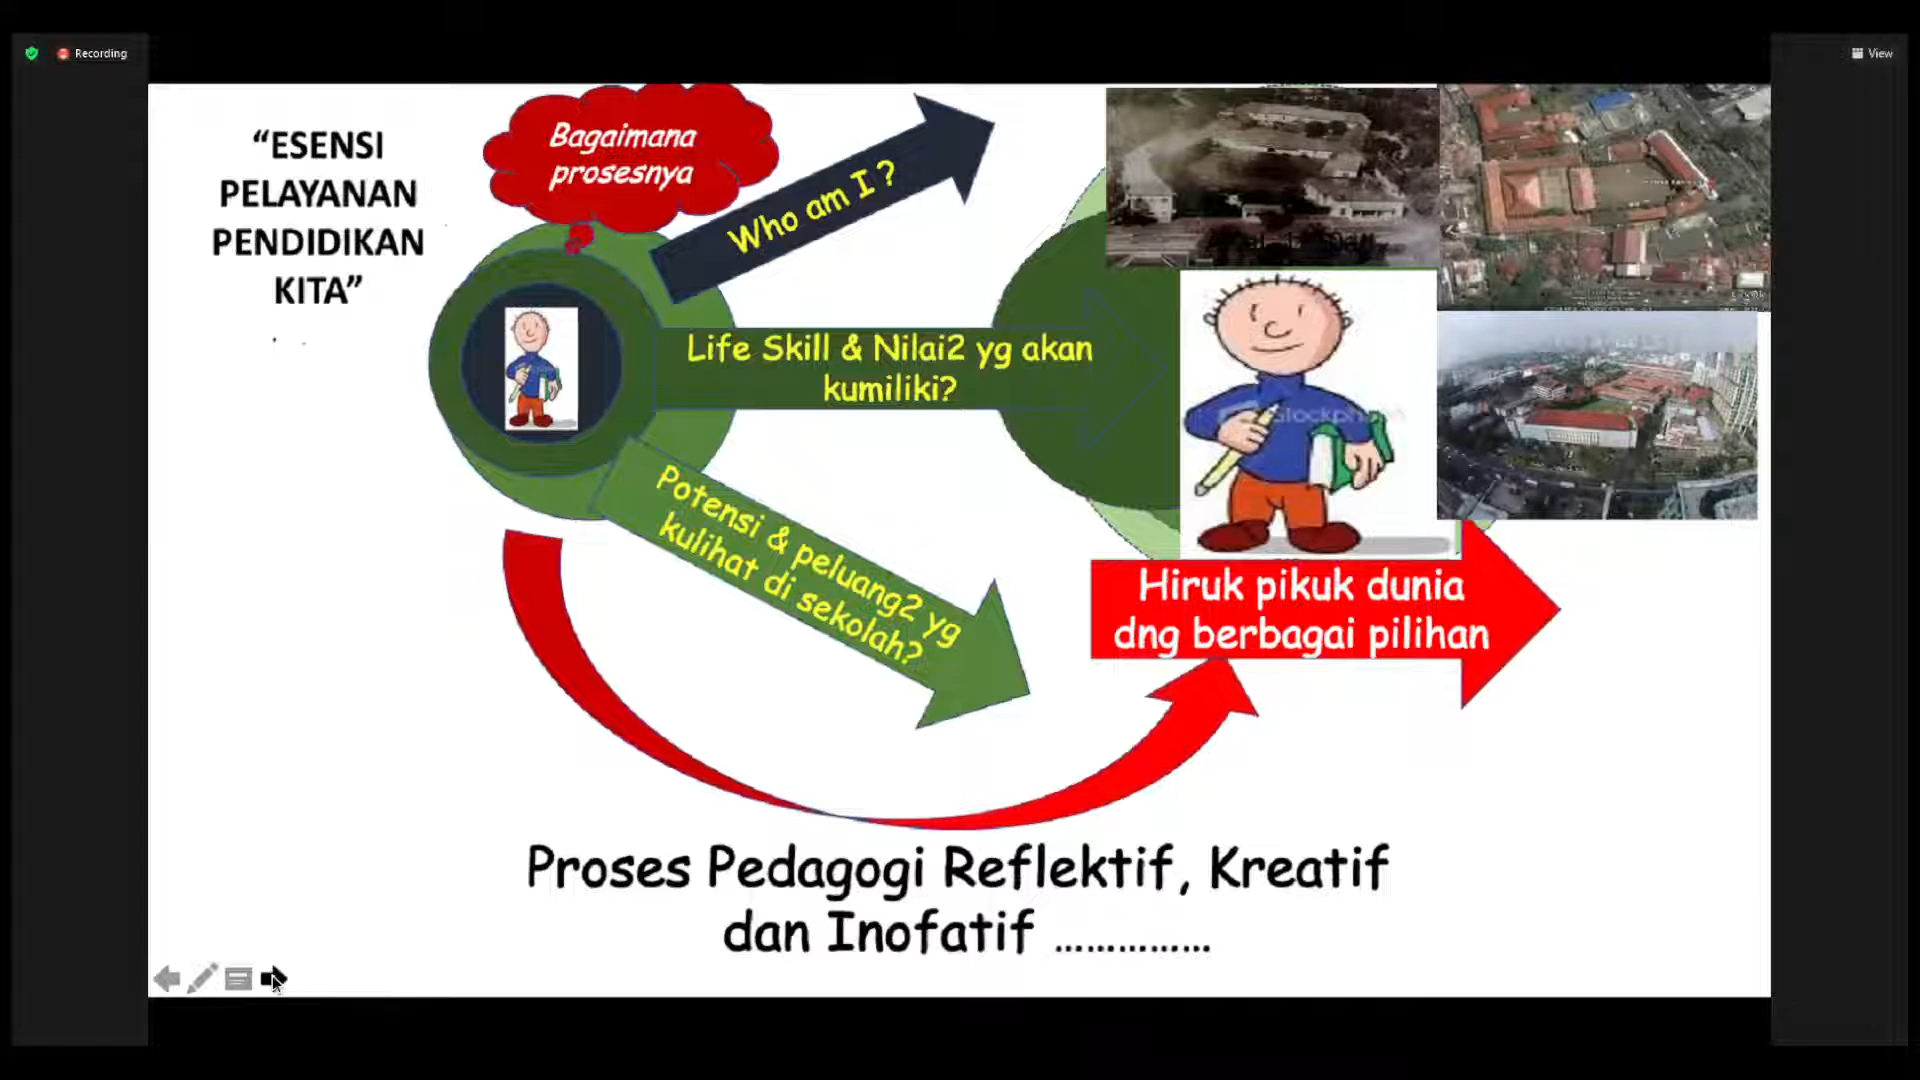 Recording
View
“ESENSI
PELAYANAN
PENDIDIKAN
KITA”
Bagaimana
prosesnya
Who am I ?
Life Skill & Nilai2 yg akan
kumiliki?
Potensi & peluang2 yg
kulihat di sekolah?
Hiruk pikuk dunia
dng berbagai pilihan
Proses Pedagogi Reflektif, Kreatif
dan Inofatif ...............